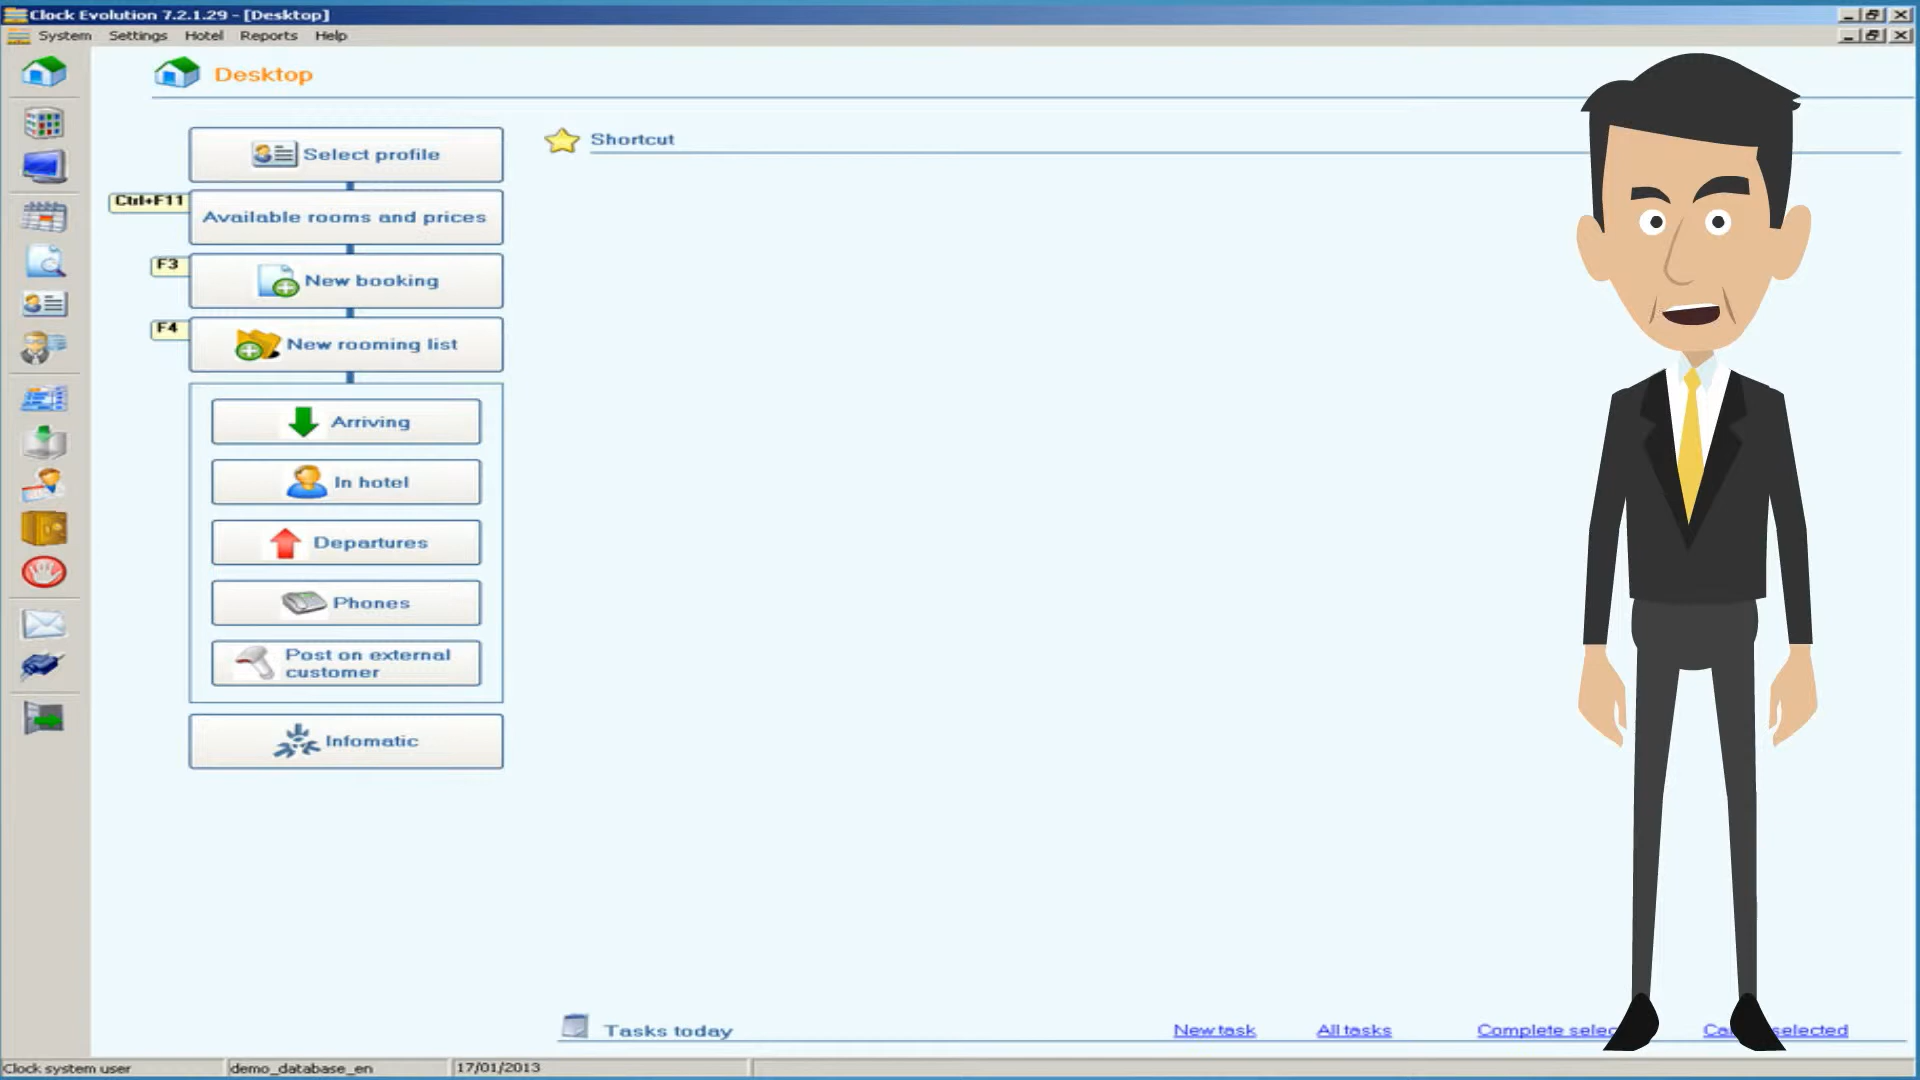 Clock Evolution 7.2.1.29 - [Desktop]
System Settings Hotel Reports Help
Desktop
Select profile
Shortcut
Ctrl+F11
Available rooms and prices
F3
New booking
F4
New rooming list
Arriving
In hotel
Departures
Phones
Post on external
customer
Infomatic
Tasks today
New task
All tasks
Complete selec
Ca
selected
Clock system user
demo_database_en
17/01/2013